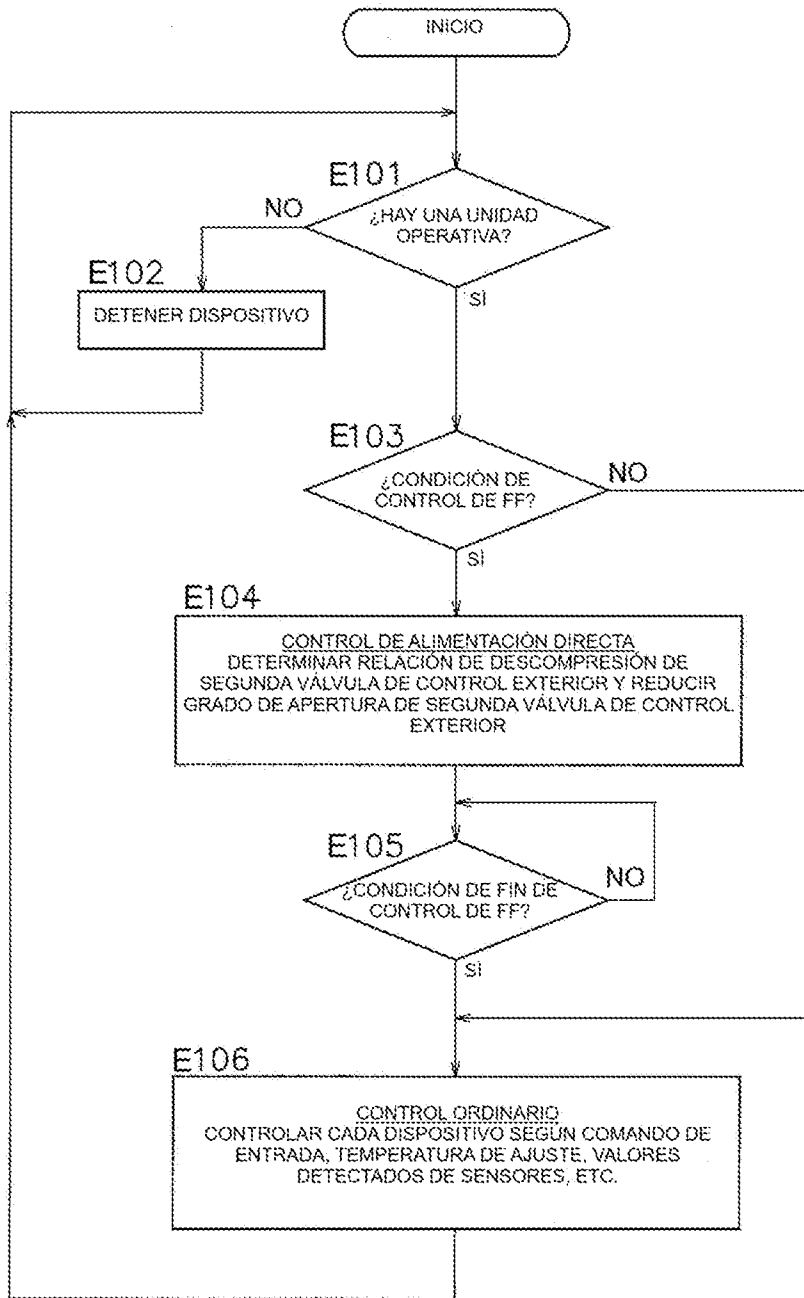 INICIO
E101
NO
¿HAY UNA UNIDAD
OPERATIVA?
SÍ
E102
DETENER DISPOSITIVO
E103
¿CONDICIÓN DE
CONTROL DE FF?
NO
SÍ
E104
CONTROL DE ALIMENTACIÓN DIRECTA
DETERMINAR RELACIÓN DE DESCOMPRESIÓN DE
SEGUNDA VÁLVULA DE CONTROL EXTERIOR Y REDUCIR
GRADO DE APERTURA DE SEGUNDA VÁLVULA DE CONTROL
EXTERIOR
E105
¿CONDICIÓN DE FIN DE
CONTROL DE FF?
NO
SÍ
E106
CONTROL ORDINARIO
CONTROLAR CADA DISPOSITIVO SEGÚN COMANDO DE
ENTRADA, TEMPERATURA DE AJUSTE, VALORES
DETECTADOS DE SENSORES, ETC.